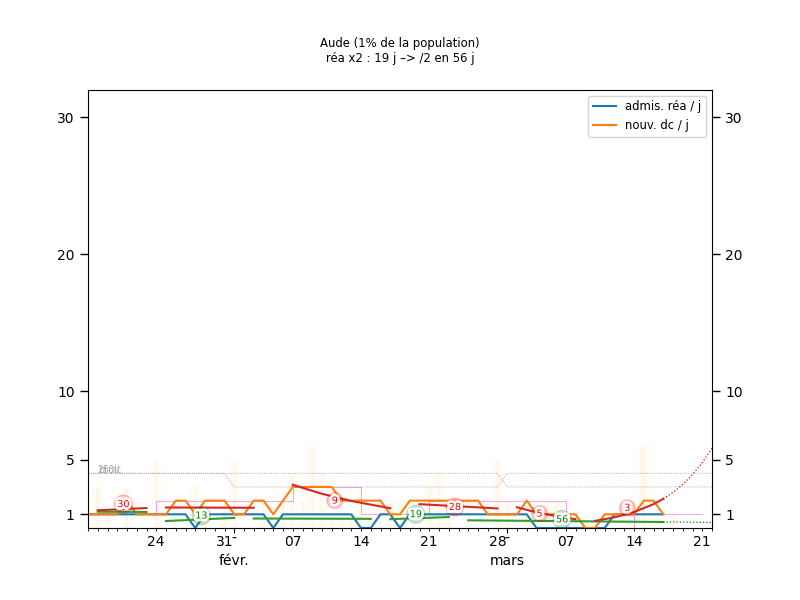 Aude (1% de la population)
réa x2 : 19 j –> /2 en 56 j
admis. réa / j
nouv. dc / j
30 30
20 20
10 10
5 5
1 1
30 13 9 19 28 5 56 3
24 31 07 14 21 28 07 14 21
févr. mars